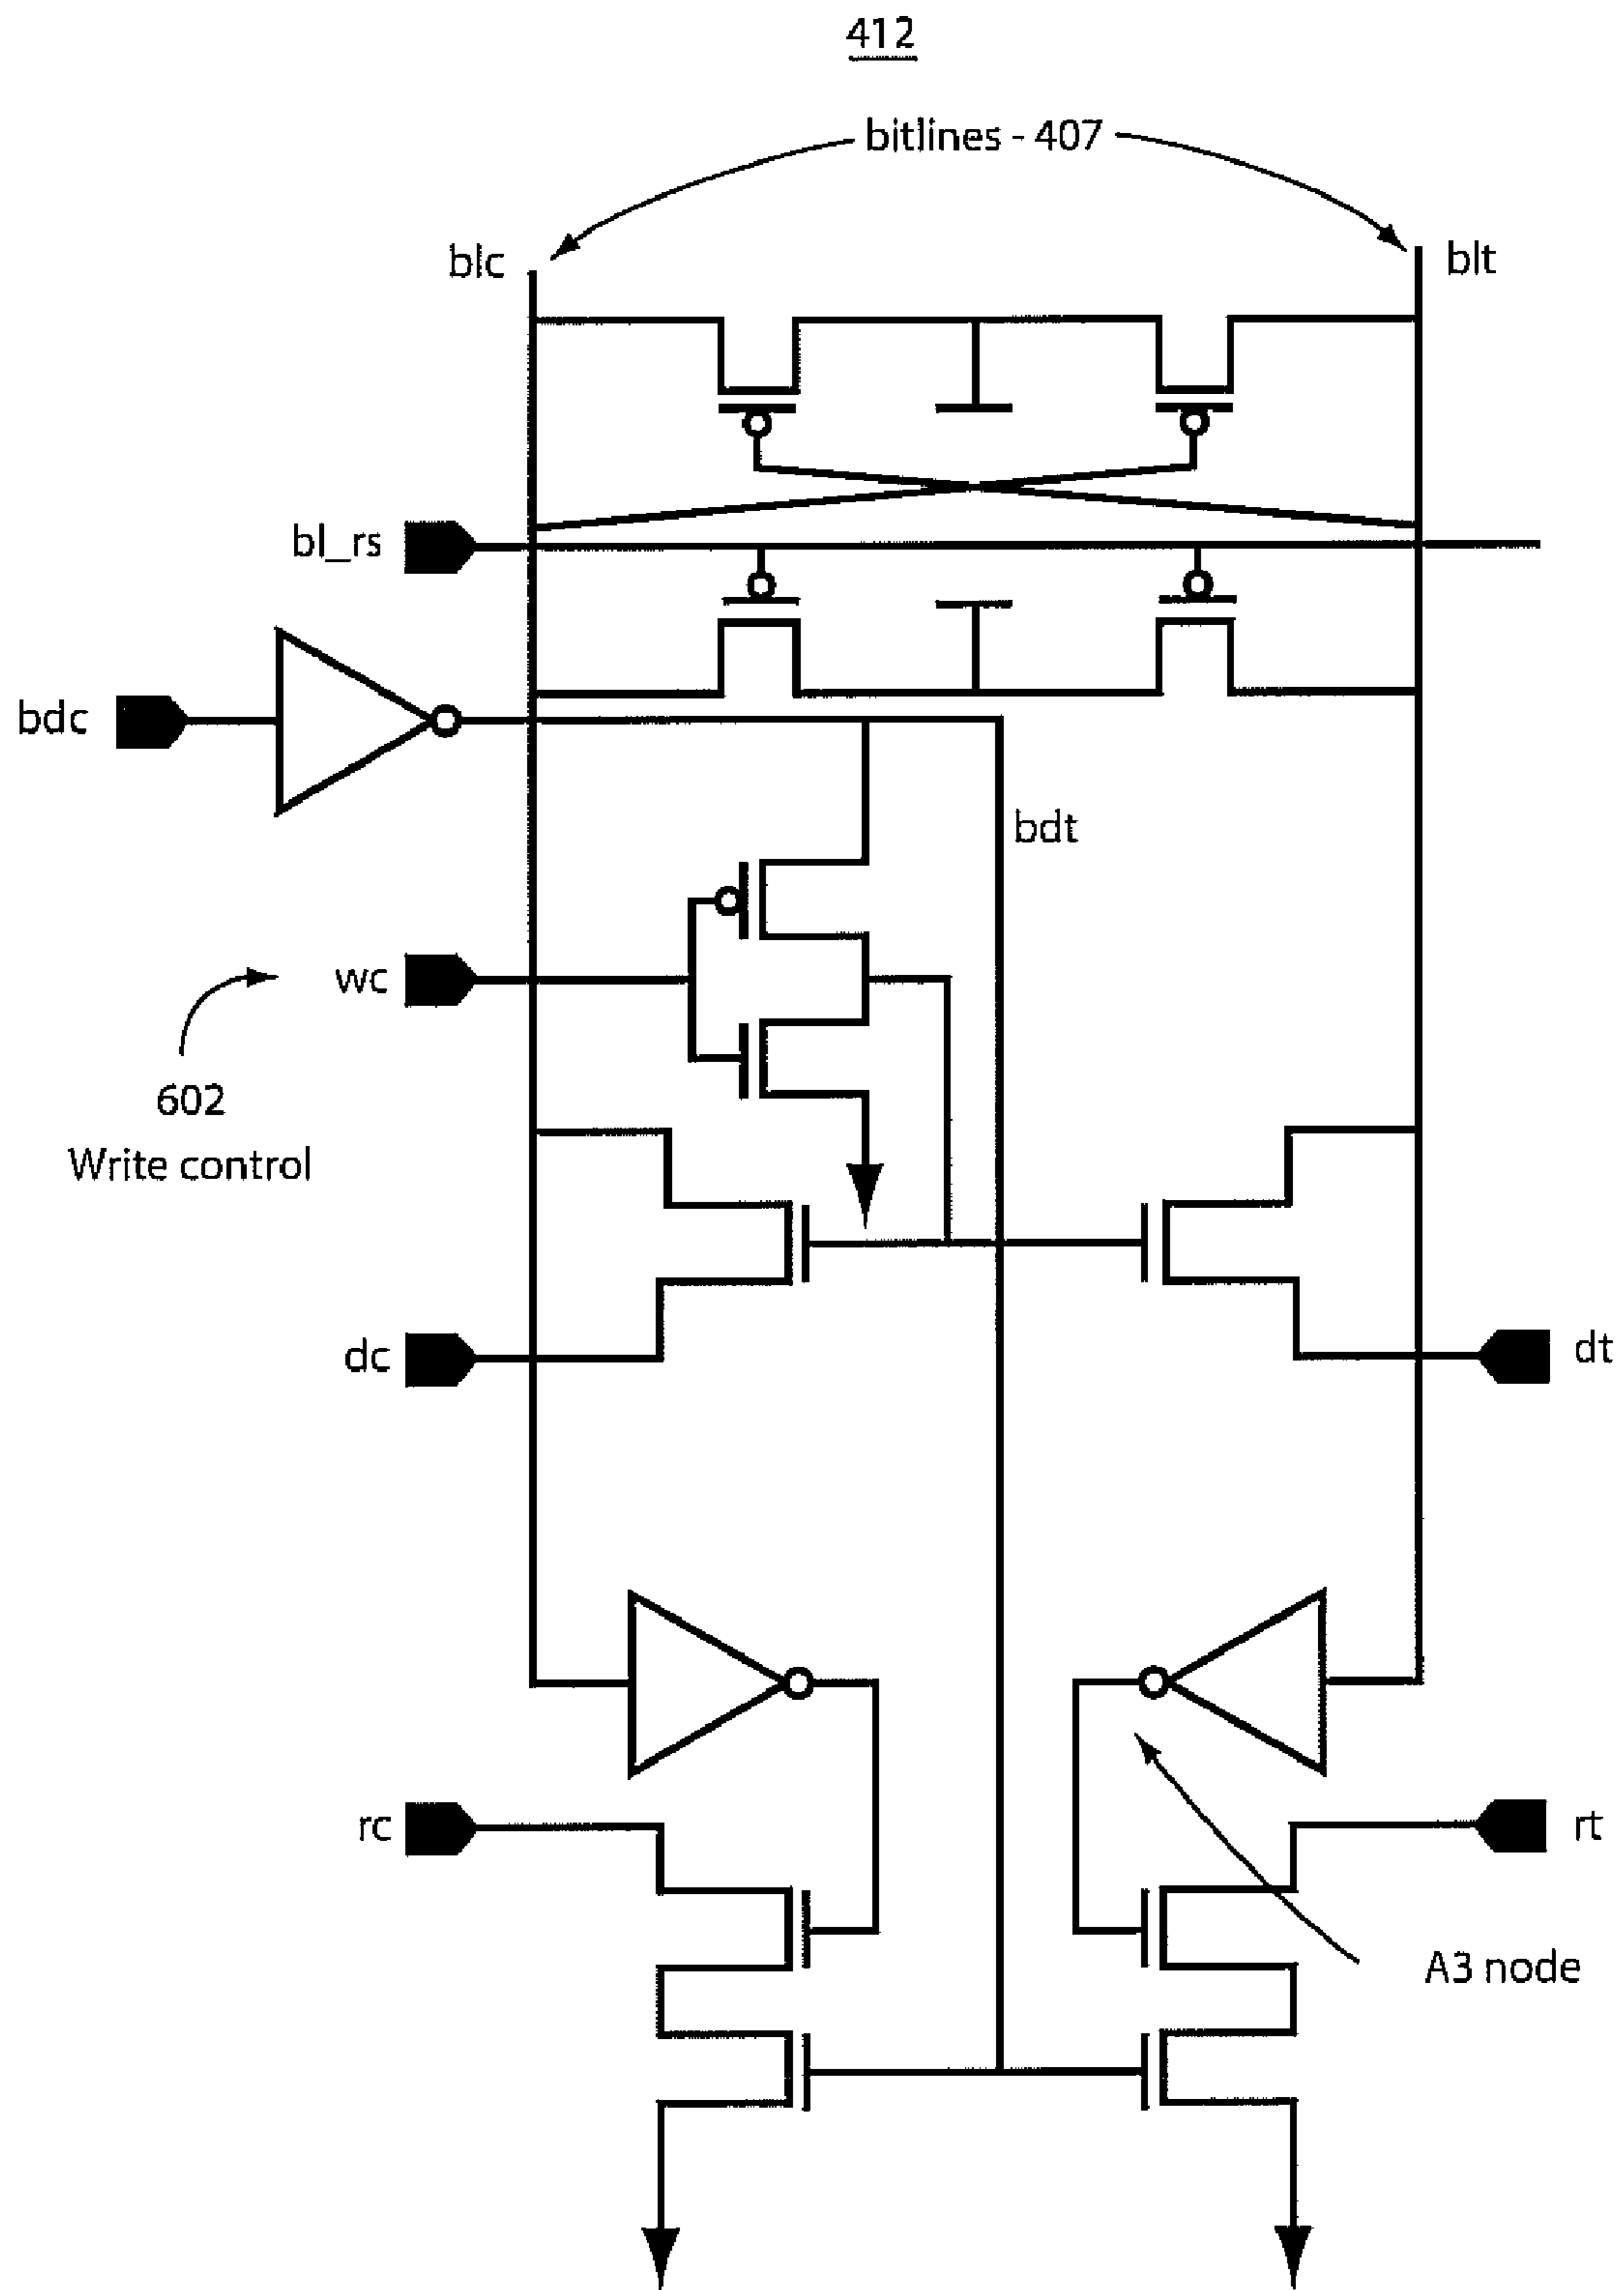 412
bitlines - 407
blc
blt
bl_rs
bdc
bdt
wc
602
Write control
dc
dt
rc
rt
A3 node